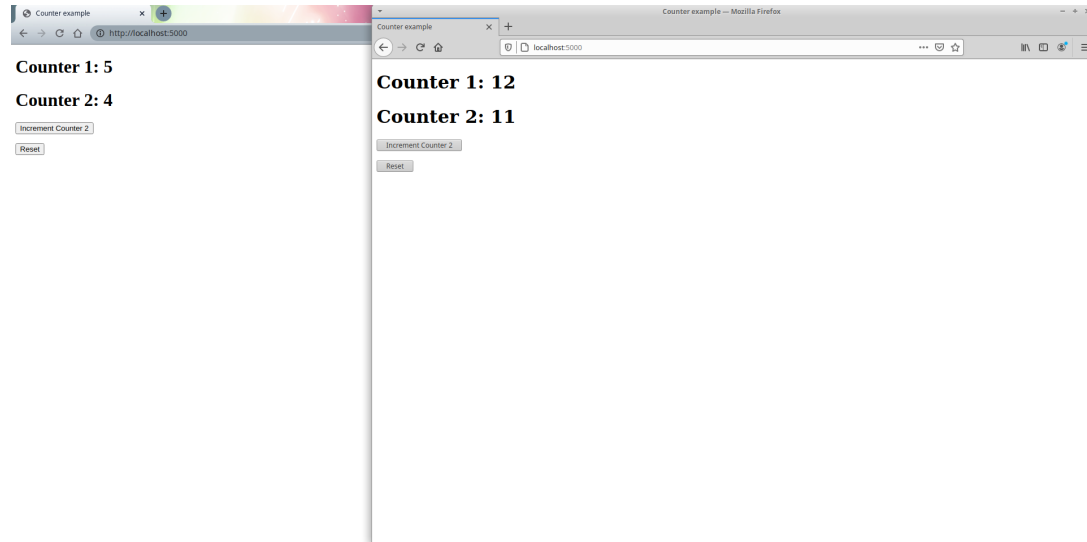 Counter example
http://localhost:5000
Counter 1: 5
Counter 2: 4
Increment Counter 2
Reset
Counter example — Mozilla Firefox
Counter example
localhost:5000
Counter 1: 12
Counter 2: 11
Increment Counter 2
Reset